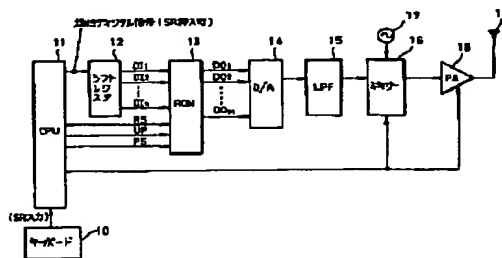 送信ディジタル信号 (SR挿入可)
11
CPU
12
シフトレジスタ
DI₁
DI₂
DIₙ
RS
UP
PS
13
ROM
DO₁
DO₂
DOₘ
14
D/A
15
LPF
17
16
ミキサー
18
PA
(SR入力)
キーボード
10